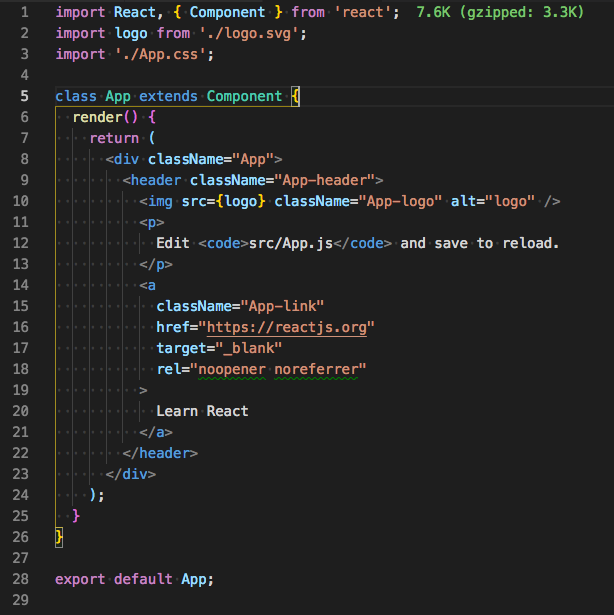 1 import React, { Component } from 'react'; 7.6K (gzipped: 3.3K)
2 import logo from './logo.svg';
3 import './App.css';
4
5 class App extends Component {
6   render() {
7     return (
8       <div className="App">
9         <header className="App-header">
10           <img src={logo} className="App-logo" alt="logo" />
11           <p>
12             Edit <code>src/App.js</code> and save to reload.
13           </p>
14           <a
15             className="App-link"
16             href="https://reactjs.org"
17             target="_blank"
18             rel="noopener noreferrer"
19           >
20             Learn React
21           </a>
22         </header>
23       </div>
24     );
25   }
26 }
27
28 export default App;
29